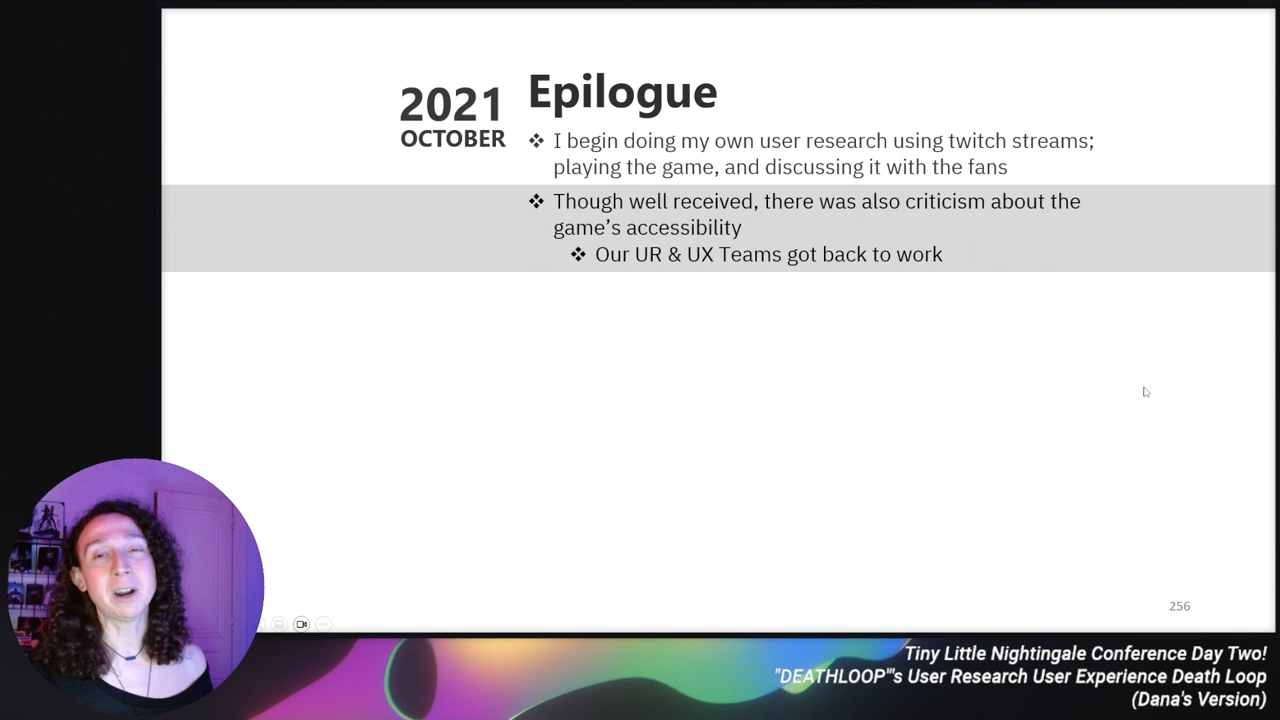 2021
OCTOBER
Epilogue
❖ I begin doing my own user research using twitch streams;
playing the game, and discussing it with the fans
❖ Though well received, there was also criticism about the
game’s accessibility
❖ Our UR & UX Teams got back to work
256
Tiny Little Nightingale Conference Day Two!
"DEATHLOOP"'s User Research User Experience Death Loop
(Dana's Version)